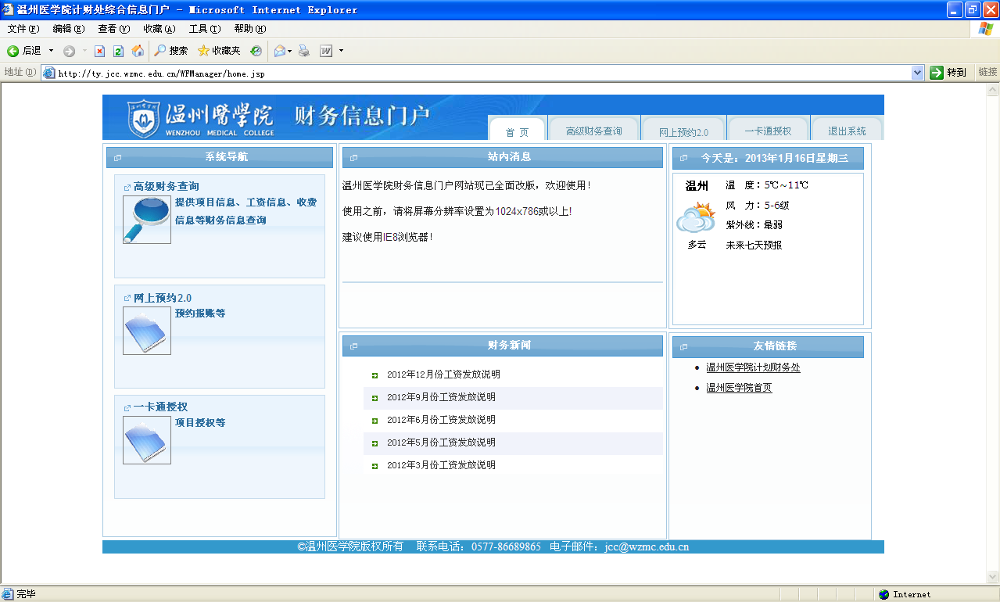 温州医学院计财处综合信息门户 - Microsoft Internet Explorer
文件(F) 编辑(E) 查看(V) 收藏(A) 工具(T) 帮助(H)
后退 搜索 收藏夹
地址(D) http://ty.jcc.wzmc.edu.cn/WFManager/home.jsp 转到 链接
温州醫学院 财务信息门户
WENZHOU MEDICAL COLLEGE
首 页 高级财务查询 网上预约2.0 一卡通授权 退出系统
系统导航
高级财务查询
提供项目信息、工资信息、收费
信息等财务信息查询
网上预约2.0
预约报账等
一卡通授权
项目授权等
站内消息
温州医学院财务信息门户网站现已全面改版，欢迎使用！
使用之前，请将屏幕分辨率设置为1024x786或以上!
建议使用IE8浏览器！
财务新闻
2012年12月份工资发放说明
2012年9月份工资发放说明
2012年6月份工资发放说明
2012年5月份工资发放说明
2012年3月份工资发放说明
今天是：2013年1月16日星期三
温州 温 度：5℃~11℃
风 力：5-6级
紫外线：最弱
多云 未来七天预报
友情链接
温州医学院计划财务处
温州医学院首页
©温州医学院版权所有 联系电话：0577-86689865 电子邮件：jcc@wzmc.edu.cn
完毕 Internet